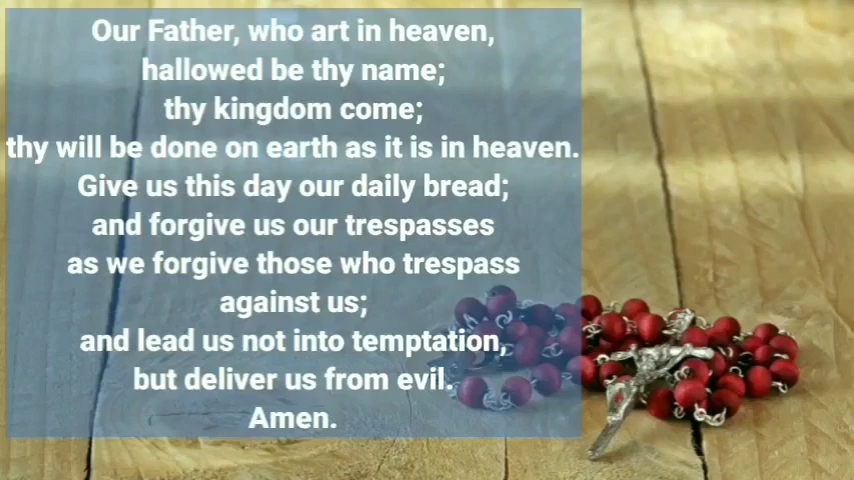 Our Father, who art in heaven,
hallowed be thy name;
thy kingdom come;
thy will be done on earth as it is in heaven.
Give us this day our daily bread;
and forgive us our trespasses
as we forgive those who trespass
against us;
and lead us not into temptation,
but deliver us from evil.
Amen.